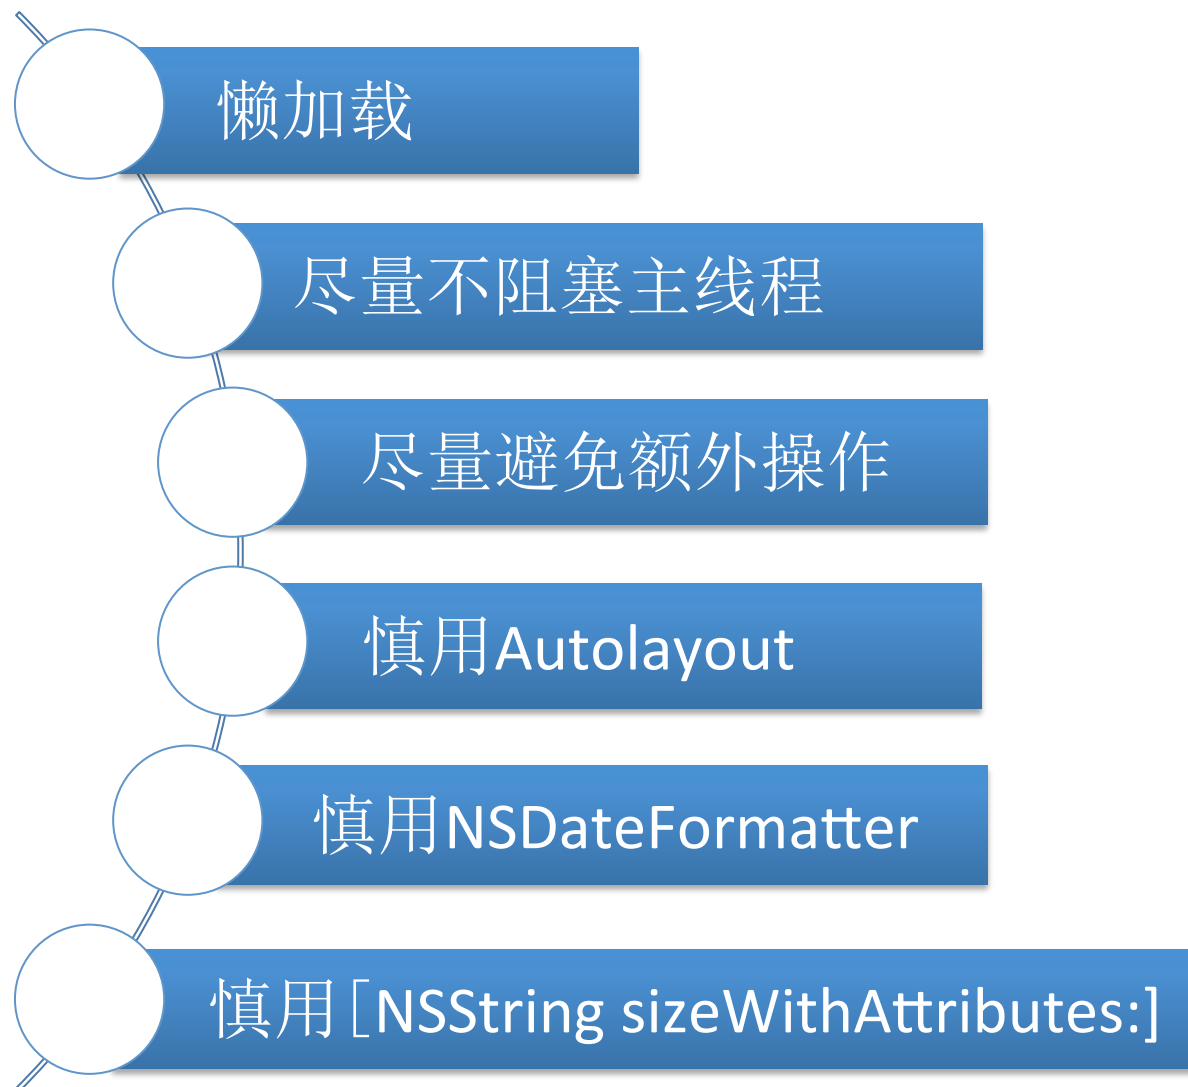 懒加载
尽量不阻塞主线程
尽量避免额外操作
慎用Autolayout
慎用NSDateFormatter
慎用[NSString sizeWithAttributes:]